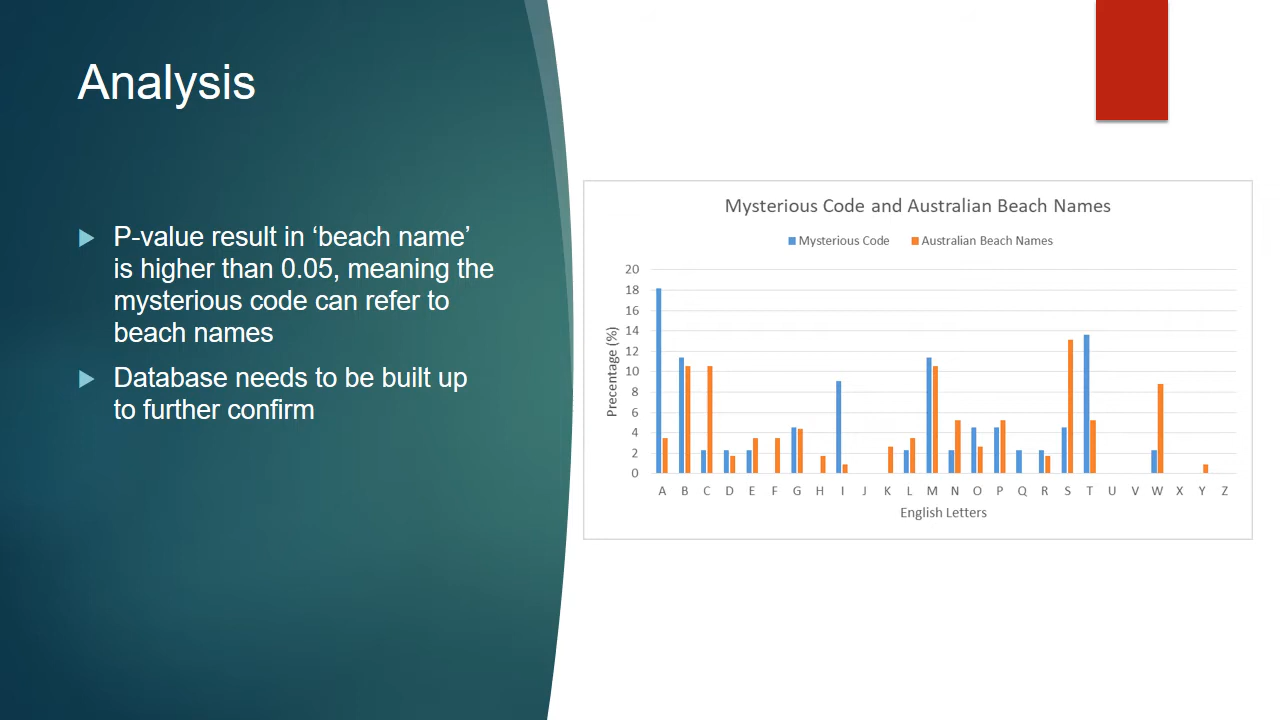 Analysis
P-value result in ‘beach name’
is higher than 0.05, meaning the
mysterious code can refer to
beach names
Database needs to be built up
to further confirm
Mysterious Code and Australian Beach Names
Mysterious Code Australian Beach Names
20
18
16
14
12
10
8
6
4
2
0
Precentage (%)
A B C D E F G H I J K L M N O P Q R S T U V W X Y Z
English Letters